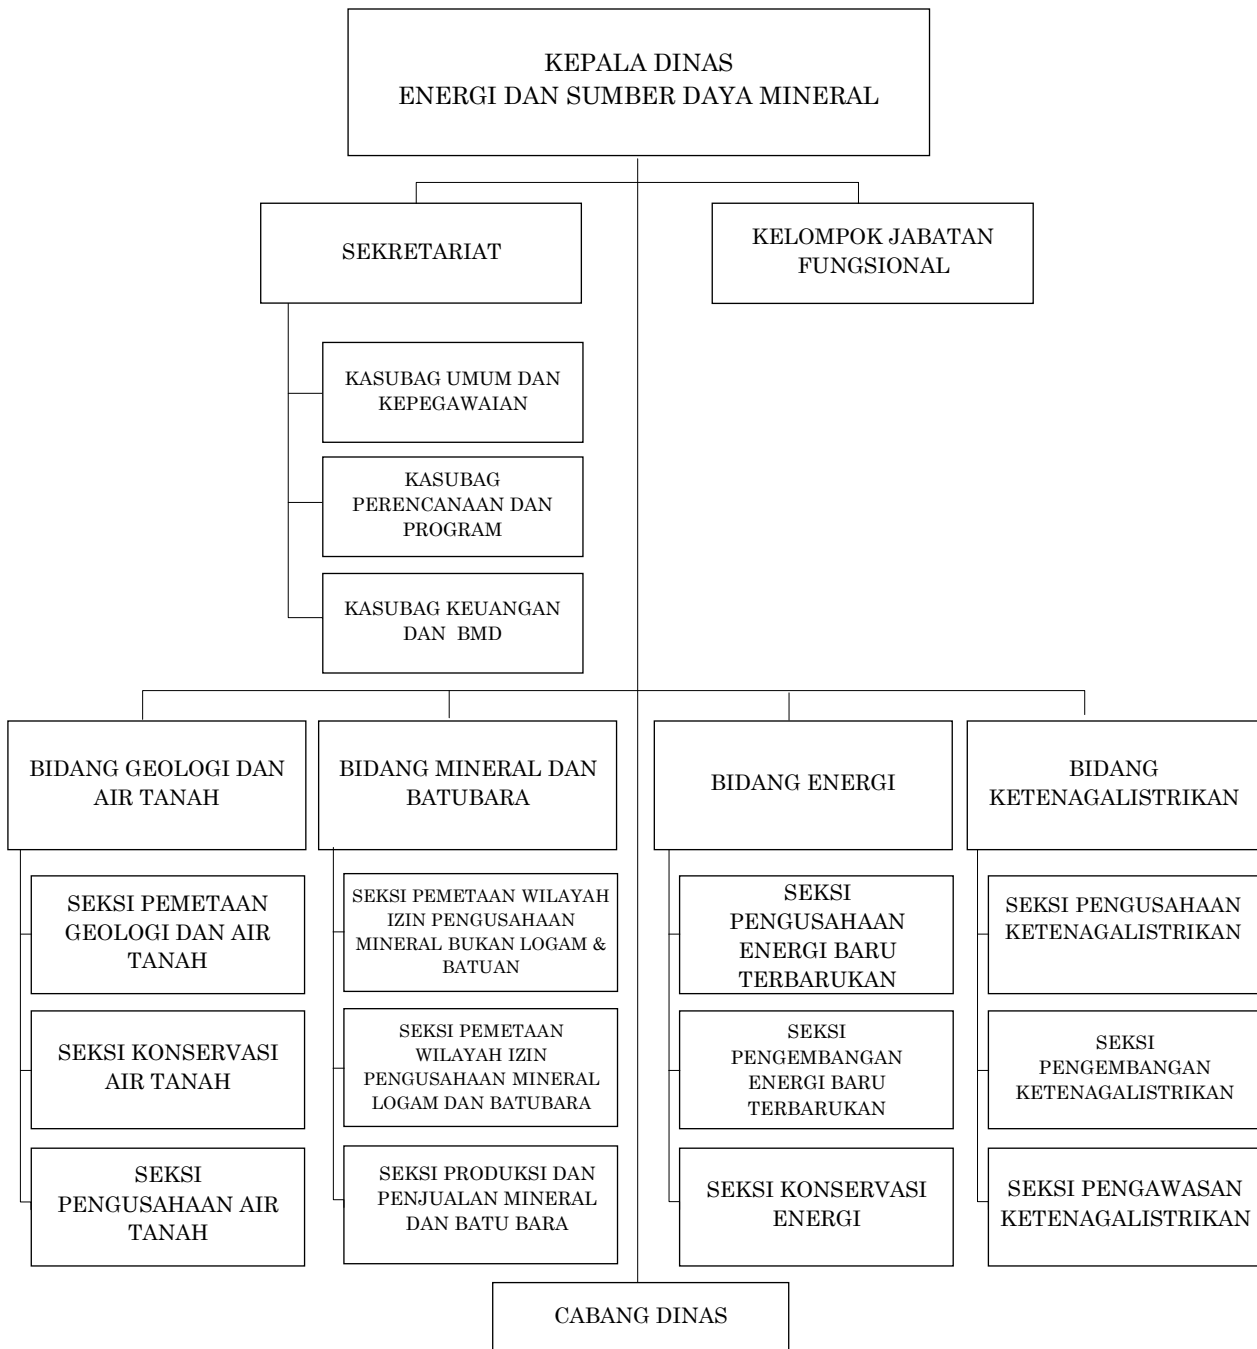 KEPALA DINAS
ENERGI DAN SUMBER DAYA MINERAL
SEKRETARIAT
KELOMPOK JABATAN
FUNGSIONAL
KASUBAG UMUM DAN
KEPEGAWAIAN
KASUBAG
PERENCANAAN DAN
PROGRAM
KASUBAG KEUANGAN
DAN BMD
BIDANG GEOLOGI DAN
AIR TANAH
BIDANG MINERAL DAN
BATUBARA
BIDANG ENERGI
BIDANG
KETENAGALISTRIKAN
SEKSI PEMETAAN
GEOLOGI DAN AIR
TANAH
SEKSI PEMETAAN WILAYAH
IZIN PENGUSAHAAN
MINERAL BUKAN LOGAM &
BATUAN
SEKSI
PENGUSAHAAN
ENERGI BARU
TERBARUKAN
SEKSI PENGUSAHAAN
KETENAGALISTRIKAN
SEKSI KONSERVASI
AIR TANAH
SEKSI PEMETAAN
WILAYAH IZIN
PENGUSAHAAN MINERAL
LOGAM DAN BATUBARA
SEKSI
PENGEMBANGAN
ENERGI BARU
TERBARUKAN
SEKSI
PENGEMBANGAN
KETENAGALISTRIKAN
SEKSI
PENGUSAHAAN AIR
TANAH
SEKSI PRODUKSI DAN
PENJUALAN MINERAL
DAN BATU BARA
SEKSI KONSERVASI
ENERGI
SEKSI PENGAWASAN
KETENAGALISTRIKAN
CABANG DINAS